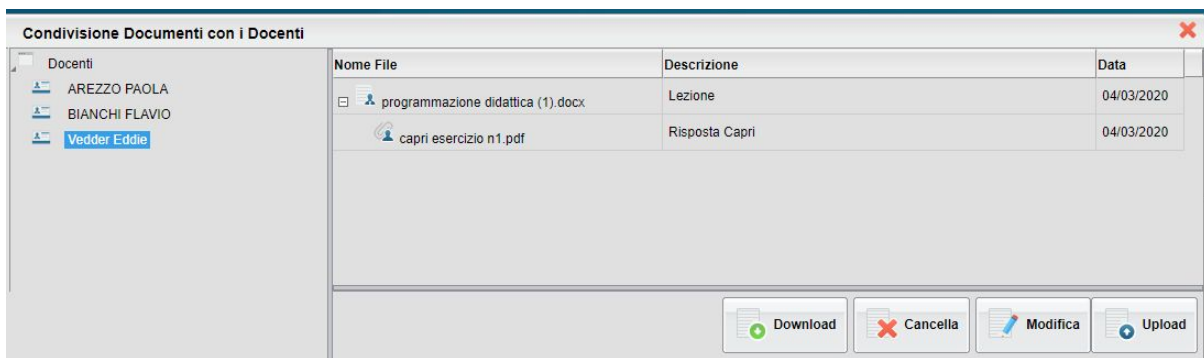 Condivisione Documenti con i Docenti
Docenti
AREZZO PAOLA
BIANCHI FLAVIO
Vedder Eddie
Nome File Descrizione Data
programmazione didattica (1).docx Lezione 04/03/2020
capri esercizio n1.pdf Risposta Capri 04/03/2020
Download Cancella Modifica Upload